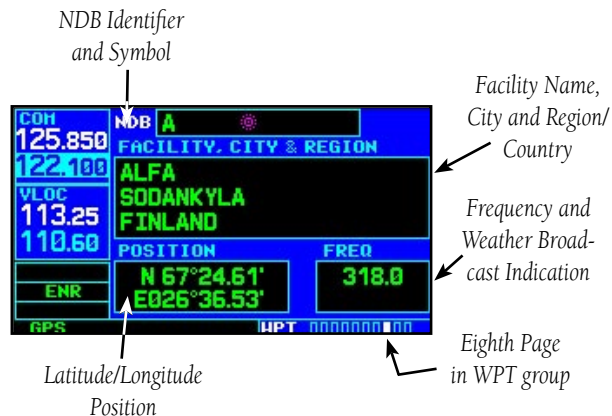 NDB Identifier
and Symbol
Facility Name,
City and Region/
Country
COM
125.850
122.100
VLOC
113.25
110.60
ENR
GPS
NDB A
FACILITY, CITY & REGION
ALFA
SODANKYLA
FINLAND
POSITION
N 67°24.61'
E026°36.53'
FREQ
318.0
WPT
Frequency and
Weather Broad-
cast Indication
Latitude/Longitude
Position
Eighth Page
in WPT group